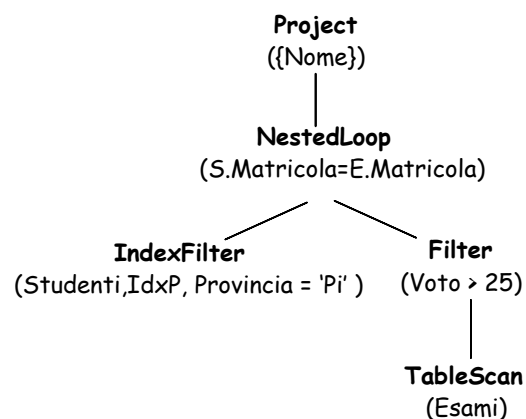 Project
({Nome})
NestedLoop
(S.Matricola=E.Matricola)
IndexFilter
(Studenti,IdxP, Provincia = ‘Pi’ )
Filter
(Voto > 25)
TableScan
(Esami)